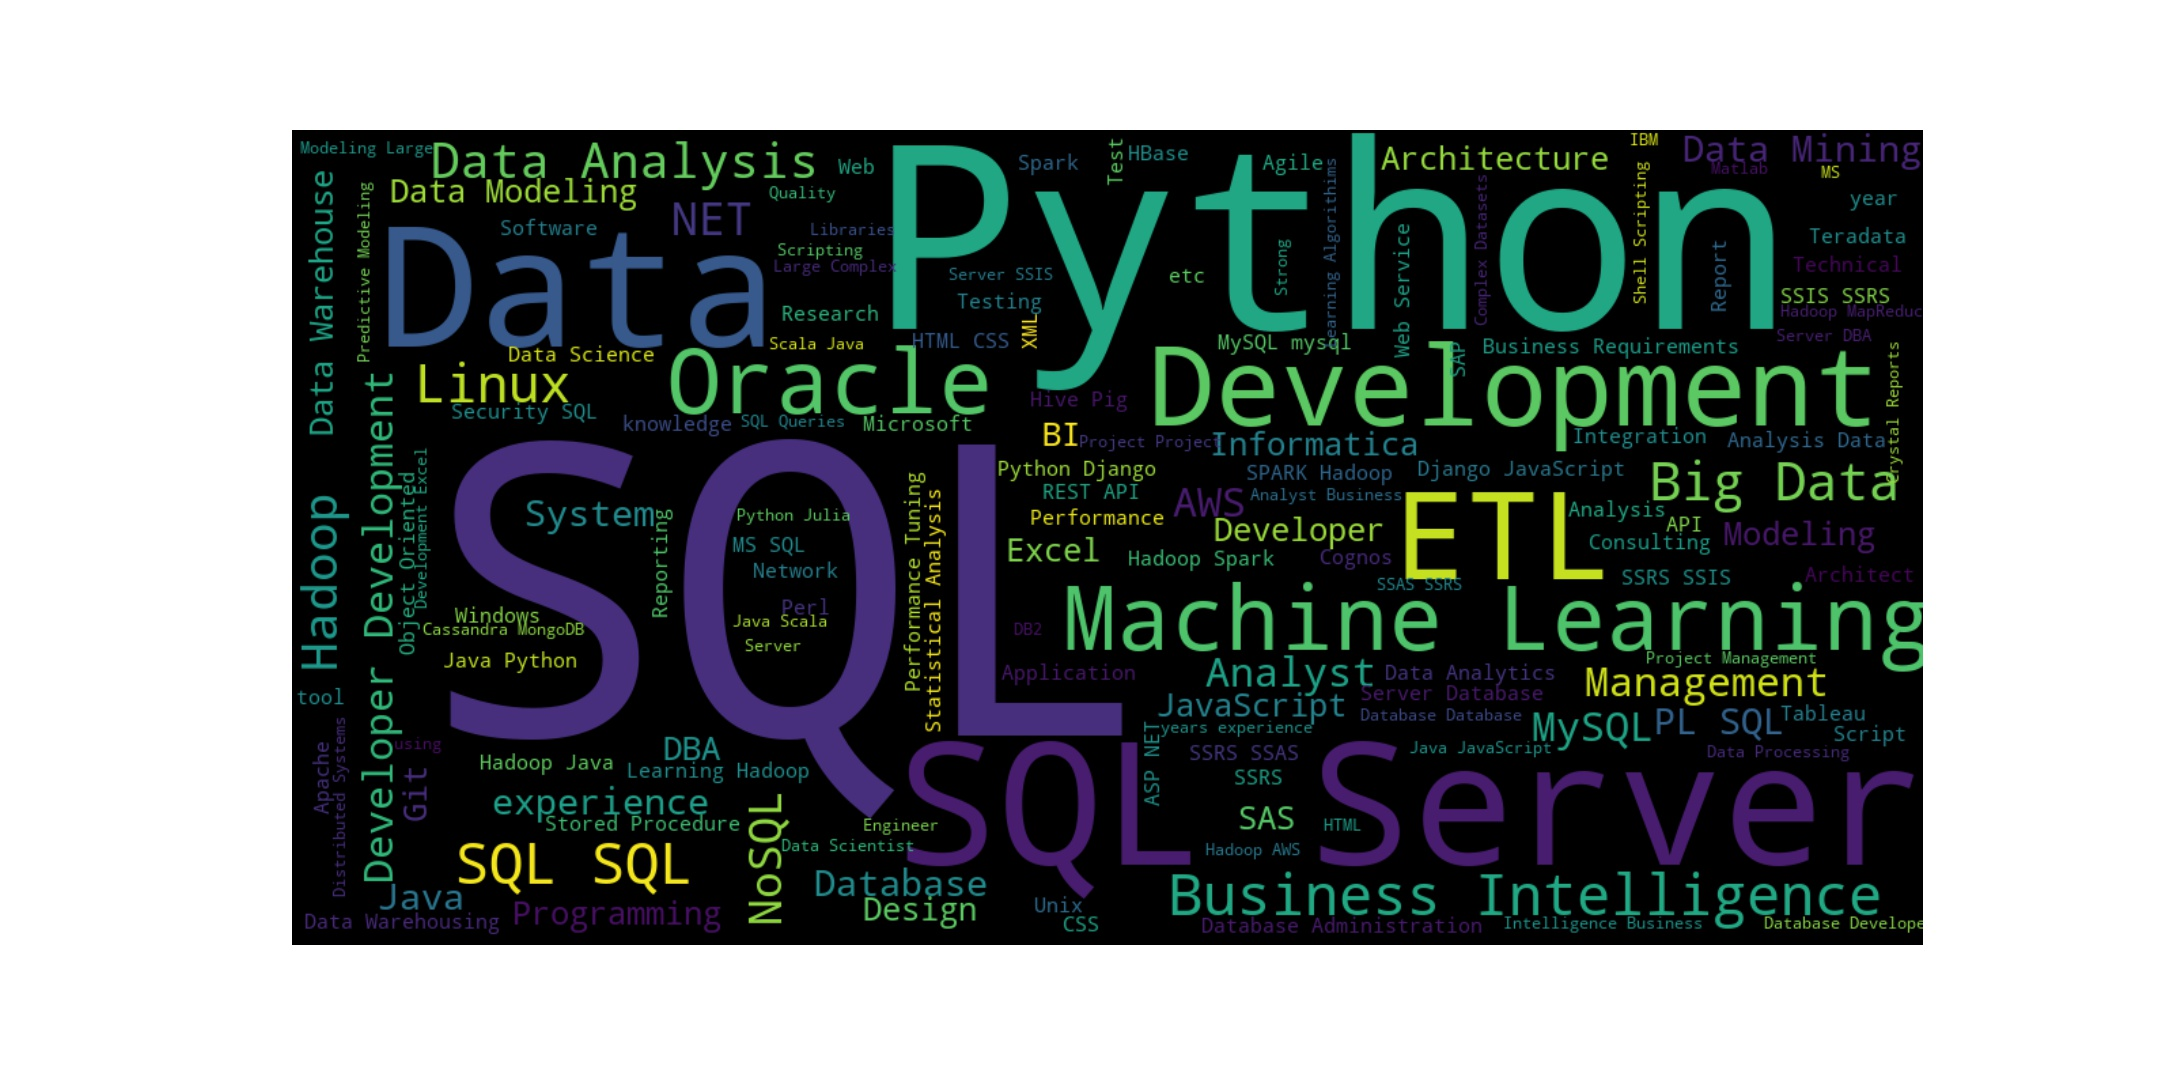 Modeling Large
Data Analysis
Web
Python
Spark
Test
HBase
Agile
Architecture
IBM
Data Mining
Matlab
MS
Data Modeling
Quality
year
Data Warehouse
Predictive Modeling
Software
NET
Libraries
Scripting
Large Complex
Data
Server SSIS
etc
Strong
Learning Algorithims
Web Service
Complex Datasets
Shell Scripting
Report
Teradata
Technical
SSIS SSRS
Hadoop MapReduc
Server DBA
Testing
Research
XML
HTML CSS
Scala Java
Data Science
MySQL mysql
SAP
Business Requirements
Linux
Oracle
Development
Crystal Reports
Security SQL
knowledge
SQL Queries
Microsoft
Hive Pig
BI
Project Project
Informatica
Integration
Analysis Data
Python Django
SPARK Hadoop
Django JavaScript
Big Data
REST API
AWS
Analyst Business
ETL
Analysis
API
Modeling
Performance
Developer
Consulting
Excel
Hadoop Spark
Cognos
SSAS SSRS
SSRS SSIS
Architect
Hadoop
Developer Development
Object Oriented
Development Excel
System
Reporting
SQL
Python Julia
MS SQL
Network
Perl
Java Scala
Server
Performance Tuning
Statistical Analysis
Windows
Cassandra MongoDB
Java Python
DB2
Machine Learning
Application
Analyst
Data Analytics
Project Management
Server Database
Management
JavaScript
Database Database
MySQL
PL SQL
Tableau
Script
years experience
ASP NET
SSRS SSAS
Java JavaScript
Data Processing
tool
Apache
Distributed Systems
using
Git
Hadoop Java
DBA
Learning Hadoop
SQL Server
SSRS
experience
Stored Procedure
NoSQL
Engineer
SAS
HTML
Data Scientist
Hadoop AWS
SQL SQL
Java
Database
Design
Business Intelligence
Data Warehousing
Programming
Unix
CSS
Database Administration
Intelligence Business
Database Develope